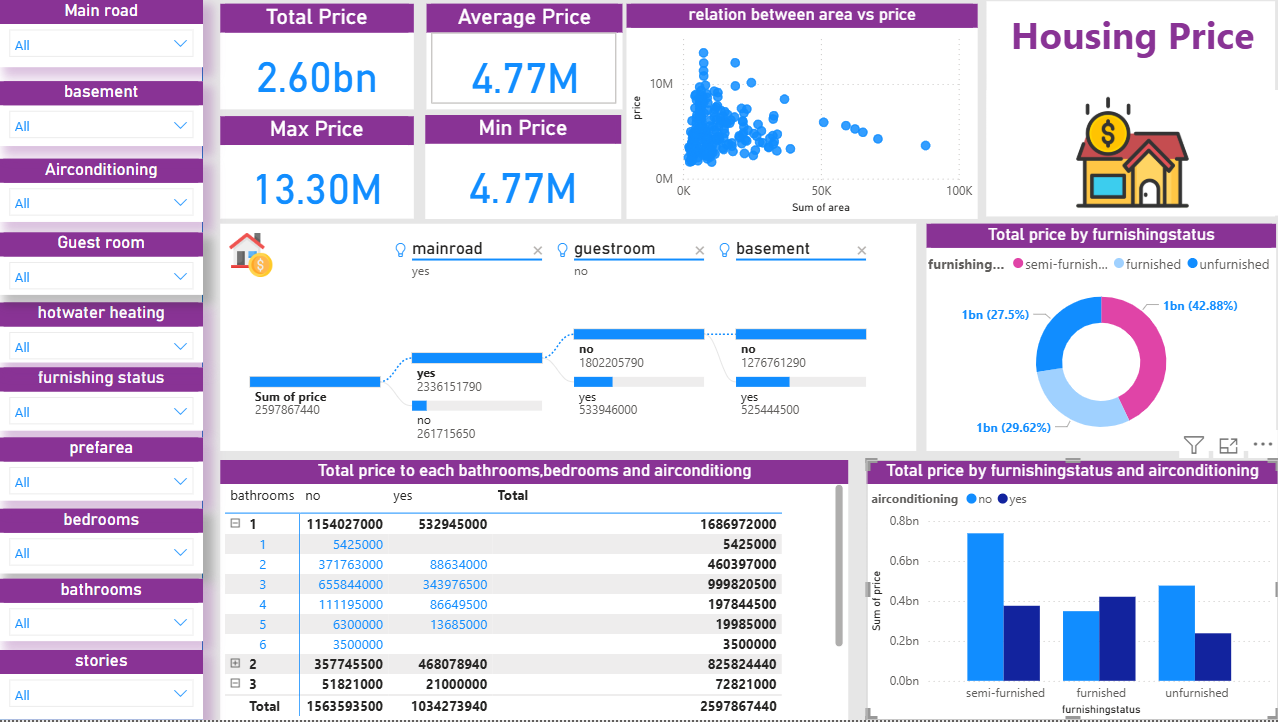 Main road
All
basement
All
Airconditioning
All
Guest room
All
hotwater heating
All
furnishing status
All
prefarea
All
bedrooms
All
bathrooms
All
stories
All
Total Price
2.60bn
Average Price
4.77M
Max Price
13.30M
Min Price
4.77M
relation between area vs price
price
10M
0M
0K
50K
100K
Sum of area
Housing Price
mainroad
yes
guestroom
no
basement
Sum of price
2597867440
yes
2336151790
no
261715650
no
1802205790
yes
533946000
no
1276761290
yes
525444500
Total price by furnishingstatus
furnishing... semi-furnish... furnished unfurnished
1bn (27.5%)
1bn (42.88%)
1bn (29.62%)
Total price to each bathrooms,bedrooms and airconditiong
bathrooms no yes Total
1 1154027000 532945000 1686972000
1 5425000 5425000
2 371763000 88634000 460397000
3 655844000 343976500 999820500
4 111195000 86649500 197844500
5 6300000 13685000 19985000
6 3500000 3500000
2 357745500 468078940 825824440
3 51821000 21000000 72821000
Total 1563593500 1034273940 2597867440
Total price by furnishingstatus and airconditioning
airconditioning no yes
Sum of price
0.8bn
0.6bn
0.4bn
0.2bn
0.0bn
semi-furnished furnished unfurnished
furnishingstatus